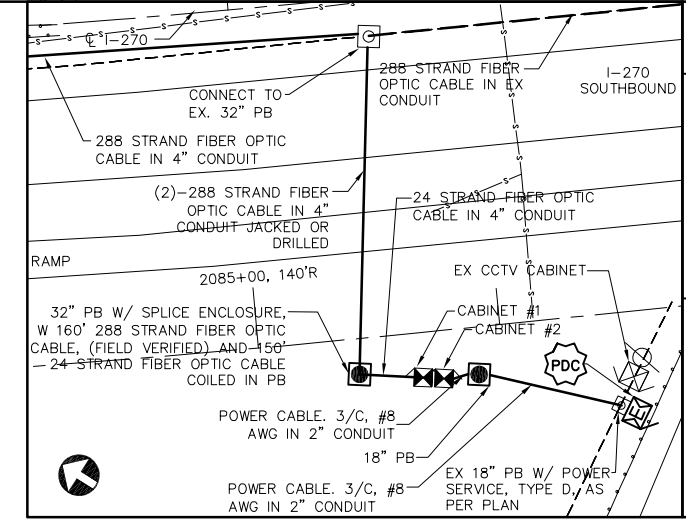 ℄ I-270
288 STRAND FIBER
OPTIC CABLE IN EX
CONDUIT
I-270
SOUTHBOUND
CONNECT TO
EX. 32" PB
288 STRAND FIBER OPTIC
CABLE IN 4" CONDUIT
(2)-288 STRAND FIBER
OPTIC CABLE IN 4"
CONDUIT JACKED OR
DRILLED
24 STRAND FIBER OPTIC
CABLE IN 4" CONDUIT
RAMP
2085+00, 140'R
EX CCTV CABINET
32" PB W/ SPLICE ENCLOSURE,
W 160' 288 STRAND FIBER OPTIC
CABLE, (FIELD VERIFIED) AND 150'
24 STRAND FIBER OPTIC CABLE
COILED IN PB
CABINET #1
CABINET #2
PDC
E
POWER CABLE. 3/C, #8
AWG IN 2" CONDUIT
18" PB
POWER CABLE. 3/C, #8
AWG IN 2" CONDUIT
EX 18" PB W/ POWER
SERVICE, TYPE D, AS
PER PLAN
S
S
S
S
S
S
S
S
S
S
S